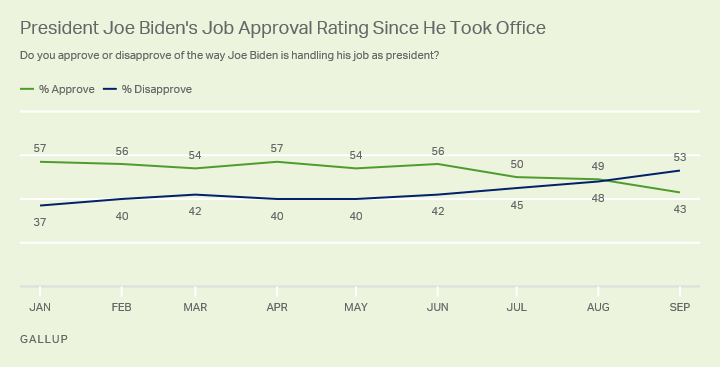 President Joe Biden's Job Approval Rating Since He Took Office
Do you approve or disapprove of the way Joe Biden is handling his job as president?
% Approve % Disapprove
57 56 54 57 54 56 50 49 53
37 40 42 40 40 42 45 48 43
JAN FEB MAR APR MAY JUN JUL AUG SEP
GALLUP